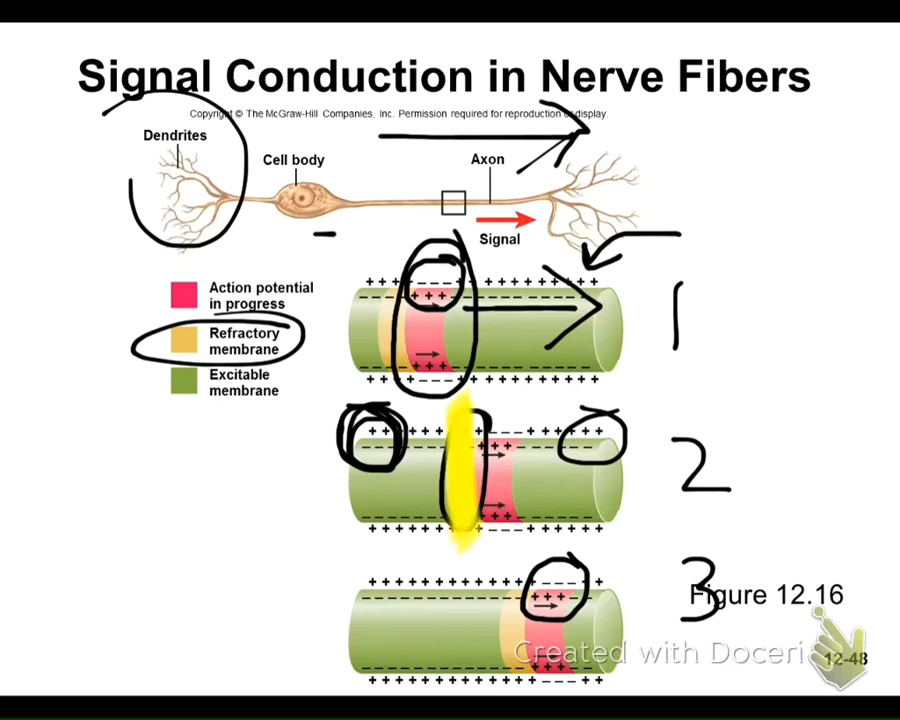 Signal Conduction in Nerve Fibers
Copyright © The McGraw-Hill Companies, Inc. Permission required for reproduction or display.
Dendrites
Cell body
Axon
Signal
Action potential
in progress
Refractory
membrane
Excitable
membrane
+++ ---- +++++++++
+++
+++
++++ ---- +++++++++
1
+++++++ --- ++++++
+++
+++
2
++++++++++++ ---- +
+++
+++
3
Figure 12.16
Created with Doceri
12-48